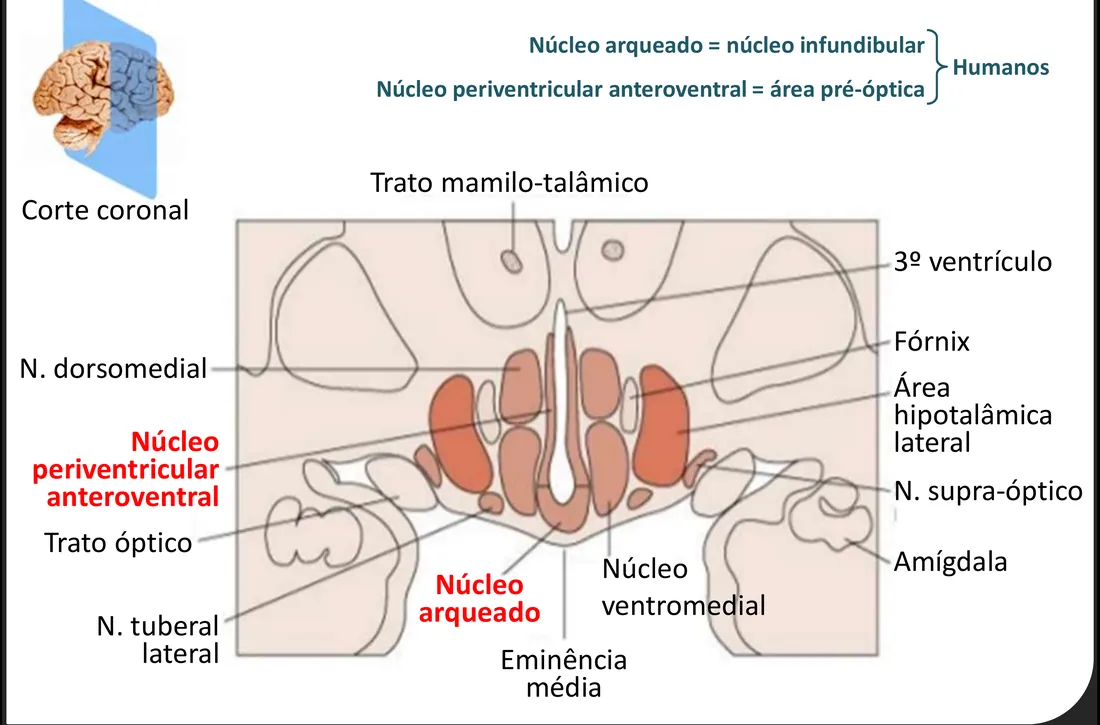 Núcleo arqueado = núcleo infundibular
Humanos
Núcleo periventricular anteroventral = área pré-óptica
Trato mamilo-talâmico
Corte coronal
3º ventrículo
Fórnix
N. dorsomedial
Área
hipotalâmica
lateral
Núcleo
periventricular
anteroventral
N. supra-óptico
Trato óptico
Amígdala
Núcleo
arqueado
Núcleo
ventromedial
N. tuberal
lateral
Eminência
média